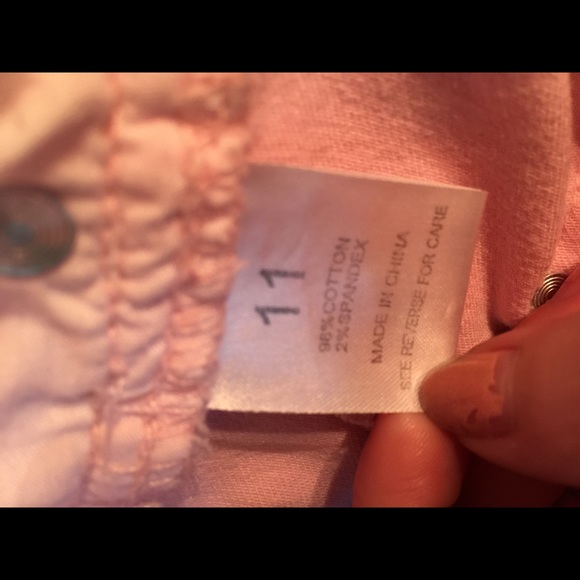 11
98%COTTON
2%SPANDEX
MADE IN CHINA
SEE REVERSE FOR CARE